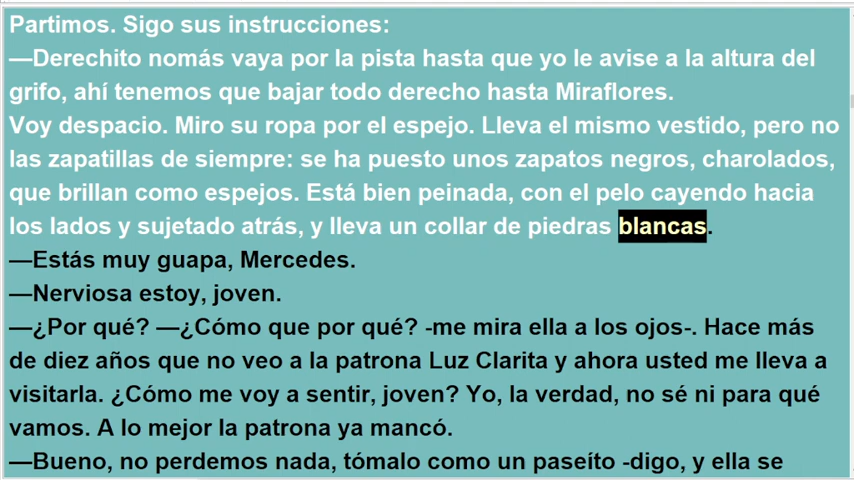 Partimos. Sigo sus instrucciones:
—Derechito nomás vaya por la pista hasta que yo le avise a la altura del
grifo, ahí tenemos que bajar todo derecho hasta Miraflores.
Voy despacio. Miro su ropa por el espejo. Lleva el mismo vestido, pero no
las zapatillas de siempre: se ha puesto unos zapatos negros, charolados,
que brillan como espejos. Está bien peinada, con el pelo cayendo hacia
los lados y sujetado atrás, y lleva un collar de piedras blancas.
—Estás muy guapa, Mercedes.
—Nerviosa estoy, joven.
—¿Por qué? —¿Cómo que por qué? -me mira ella a los ojos-. Hace más
de diez años que no veo a la patrona Luz Clarita y ahora usted me lleva a
visitarla. ¿Cómo me voy a sentir, joven? Yo, la verdad, no sé ni para qué
vamos. A lo mejor la patrona ya mancó.
—Bueno, no perdemos nada, tómalo como un paseíto -digo, y ella se